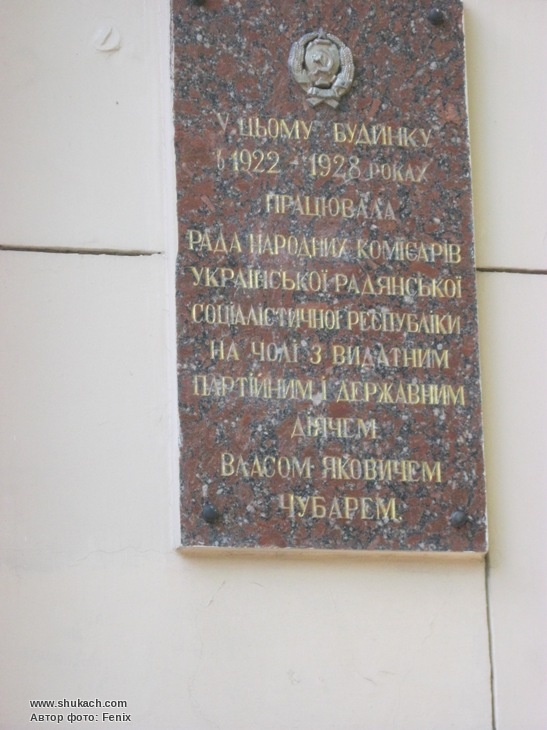 У ЦЬОМУ БУДИНКУ
в 1922 - 1928 РОКАХ
ПРАЦЮВАЛА
РАДА НАРОДНИХ КОМІСАРІВ
УКРАЇНСЬКОЇ РАДЯНСЬКОЇ
СОЦІАЛІСТИЧНОЇ РЕСПУБЛІКИ
НА ЧОЛІ З ВИДАТНИМ
ПАРТІЙНИМ І ДЕРЖАВНИМ
ДІЯЧЕМ
ВЛАСОМ ЯКОВИЧЕМ
ЧУБАРЕМ.
www.shukach.com
Автор фото: Fenix